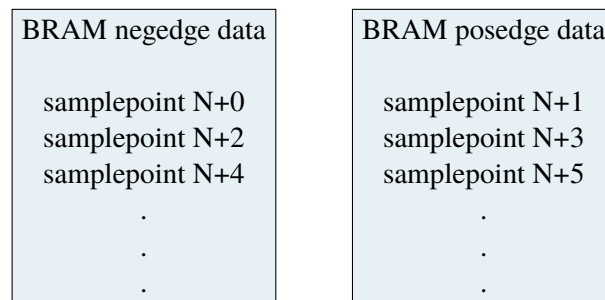 BRAM negedge data
samplepoint N+0
samplepoint N+2
samplepoint N+4
.
.
.
BRAM posedge data
samplepoint N+1
samplepoint N+3
samplepoint N+5
.
.
.